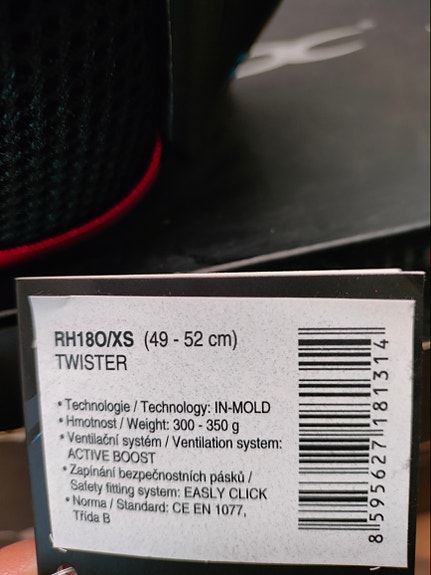 RH18O/XS (49 - 52 cm)
TWISTER
• Technologie / Technology: IN-MOLD
• Hmotnost / Weight: 300 - 350 g
• Ventilační systém / Ventilation system:
ACTIVE BOOST
• Zapínání bezpečnostních pásků /
Safety fitting system: EASLY CLICK
• Norma / Standard: CE EN 1077,
Třída B
8595627181314